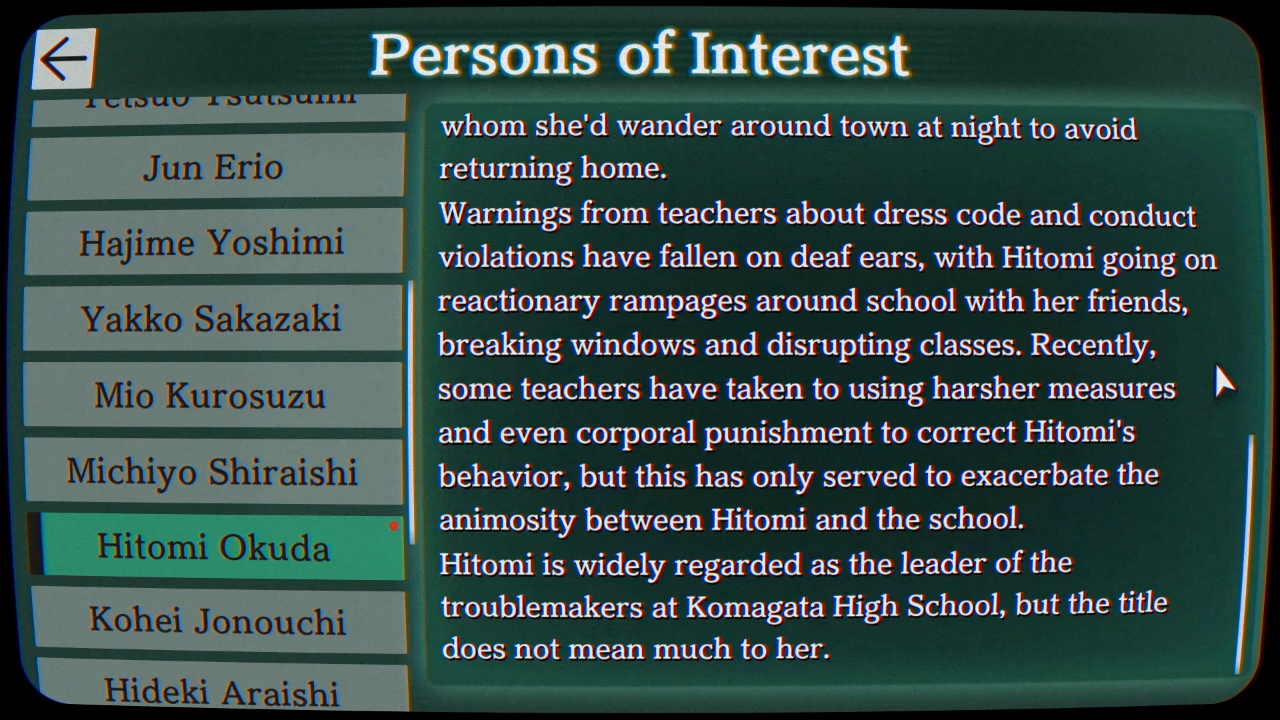 Persons of Interest
Tetsuo Tsutsumi
Jun Erio
Hajime Yoshimi
Yakko Sakazaki
Mio Kurosuzu
Michiyo Shiraishi
Hitomi Okuda
Kohei Jonouchi
Hideki Araishi
whom she'd wander around town at night to avoid
returning home.
Warnings from teachers about dress code and conduct
violations have fallen on deaf ears, with Hitomi going on
reactionary rampages around school with her friends,
breaking windows and disrupting classes. Recently,
some teachers have taken to using harsher measures
and even corporal punishment to correct Hitomi's
behavior, but this has only served to exacerbate the
animosity between Hitomi and the school.
Hitomi is widely regarded as the leader of the
troublemakers at Komagata High School, but the title
does not mean much to her.